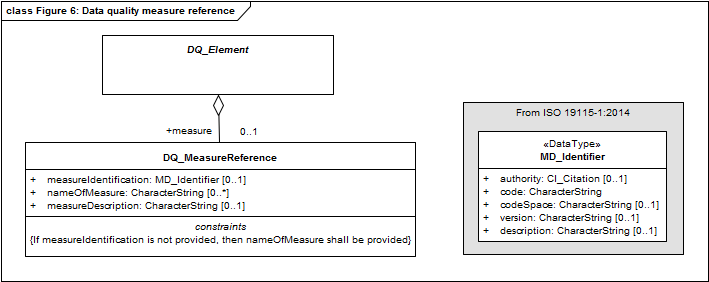 class Figure 6: Data quality measure reference
DQ_Element
+measure 0..1
DQ_MeasureReference
+ measureIdentification: MD_Identifier [0..1]
+ nameOfMeasure: CharacterString [0..*]
+ measureDescription: CharacterString [0..1]
constraints
{If measureIdentification is not provided, then nameOfMeasure shall be provided}
From ISO 19115-1:2014
«DataType»
MD_Identifier
+ authority: CI_Citation [0..1]
+ code: CharacterString
+ codeSpace: CharacterString [0..1]
+ version: CharacterString [0..1]
+ description: CharacterString [0..1]